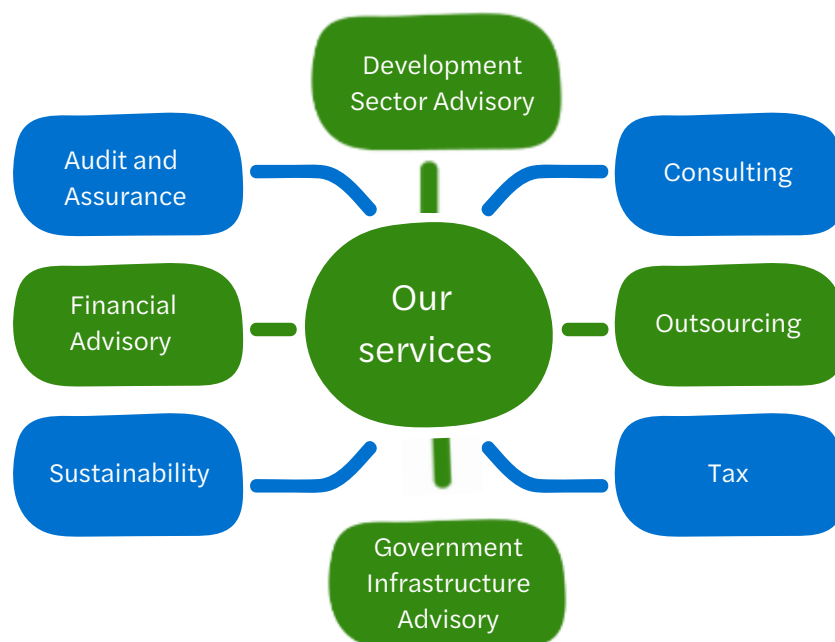 Development
Sector Advisory
Audit and
Assurance
Consulting
Financial
Advisory
Our
services
Outsourcing
Sustainability
Tax
Government
Infrastructure
Advisory